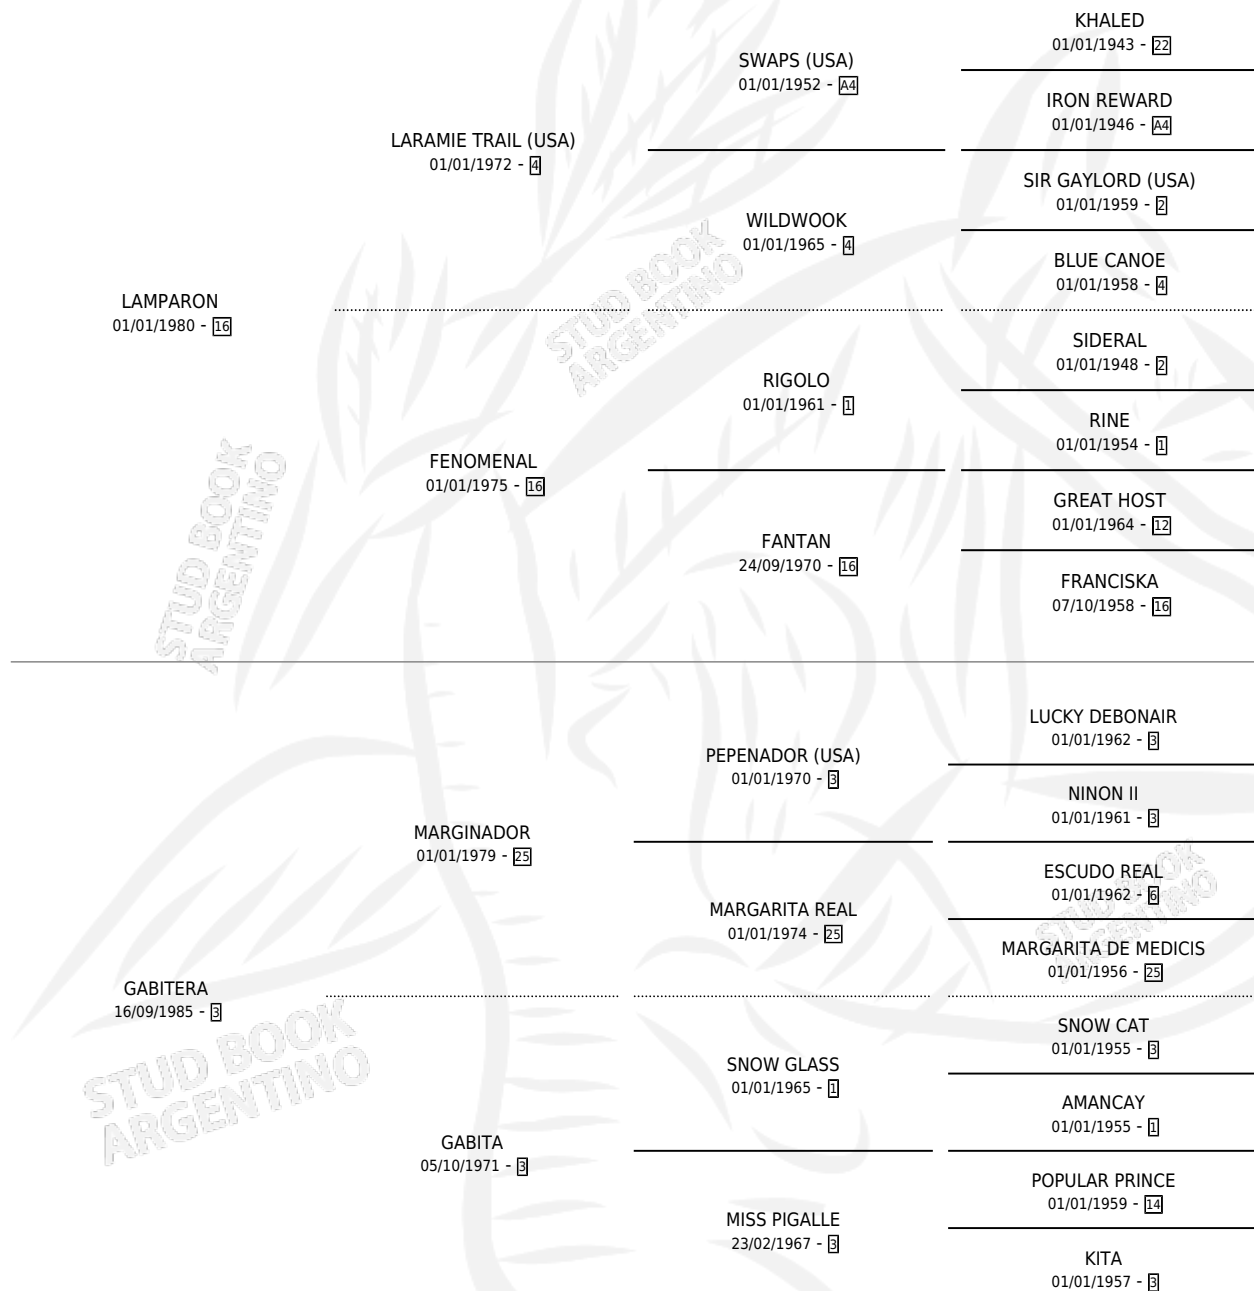 KHALED
01/01/1943 - 22
SWAPS (USA)
01/01/1952 - A4
IRON REWARD
01/01/1946 - A4
LARAMIE TRAIL (USA)
01/01/1972 - 4
SIR GAYLORD (USA)
01/01/1959 - 2
WILDWOOK
01/01/1965 - 4
BLUE CANOE
01/01/1958 - 4
LAMPARON
01/01/1980 - 16
SIDERAL
01/01/1948 - 2
RIGOLO
01/01/1961 - 1
RINE
01/01/1954 - 1
FENOMENAL
01/01/1975 - 16
GREAT HOST
01/01/1964 - 12
FANTAN
24/09/1970 - 16
FRANCISKA
07/10/1958 - 16
STUD BOOK
ARGENTINO
STUD BOOK
ARGENTINO
LUCKY DEBONAIR
01/01/1962 - 3
PEPENADOR (USA)
01/01/1970 - 3
NINON II
01/01/1961 - 3
MARGINADOR
01/01/1979 - 25
ESCUDO REAL
01/01/1962 - 6
MARGARITA REAL
01/01/1974 - 25
MARGARITA DE MEDICIS
01/01/1956 - 25
STUD BOOK
ARGENTINO
GABITERA
16/09/1985 - 3
SNOW CAT
01/01/1955 - 3
SNOW GLASS
01/01/1965 - 1
AMANCAY
01/01/1955 - 1
STUD BOOK
ARGENTINO
GABITA
05/10/1971 - 3
POPULAR PRINCE
01/01/1959 - 14
MISS PIGALLE
23/02/1967 - 3
KITA
01/01/1957 - 3